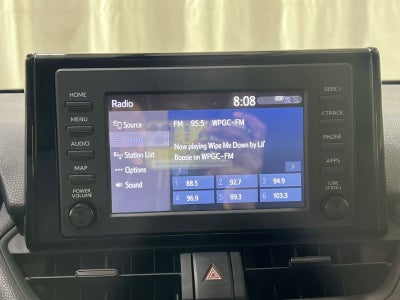 Radio 8:08
HOME
MENU
AUDIO
MAP
POWER
VOLUME
Source
Presets
Station List
Options
Sound
FM 95.5 WPGC-FM
Now playing Wipe Me Down by Lil'
Boosie on WPGC-FM
1 88.5 2 92.7 3 94.9
4 96.9 5 99.3 6 103.3
SEEK >
< TRACK
PHONE
APPS
TUNE
SCROLL